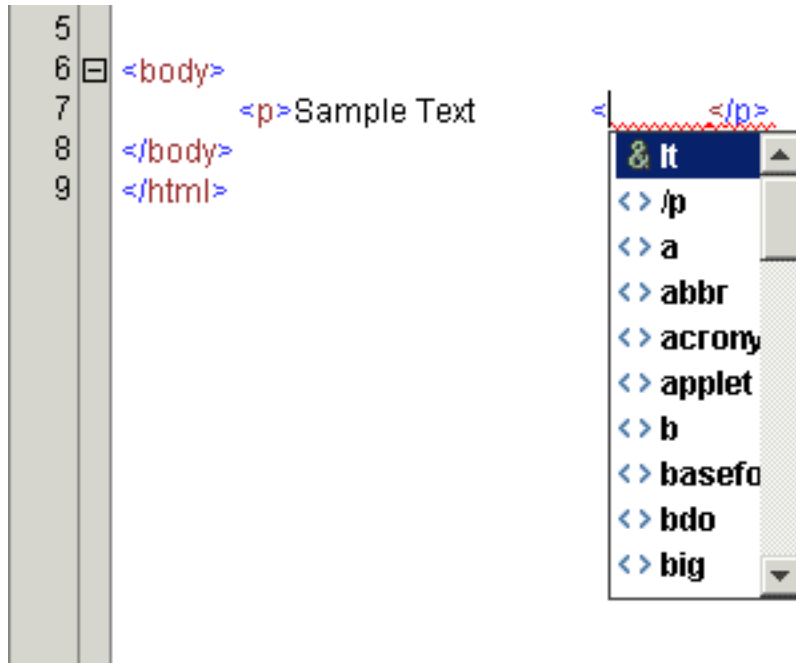 5
6 <body>
7 <p>Sample Text < </p>
8 </body>
9 </html>
& lt
<> /p
<> a
<> abbr
<> acrony
<> applet
<> b
<> basefo
<> bdo
<> big